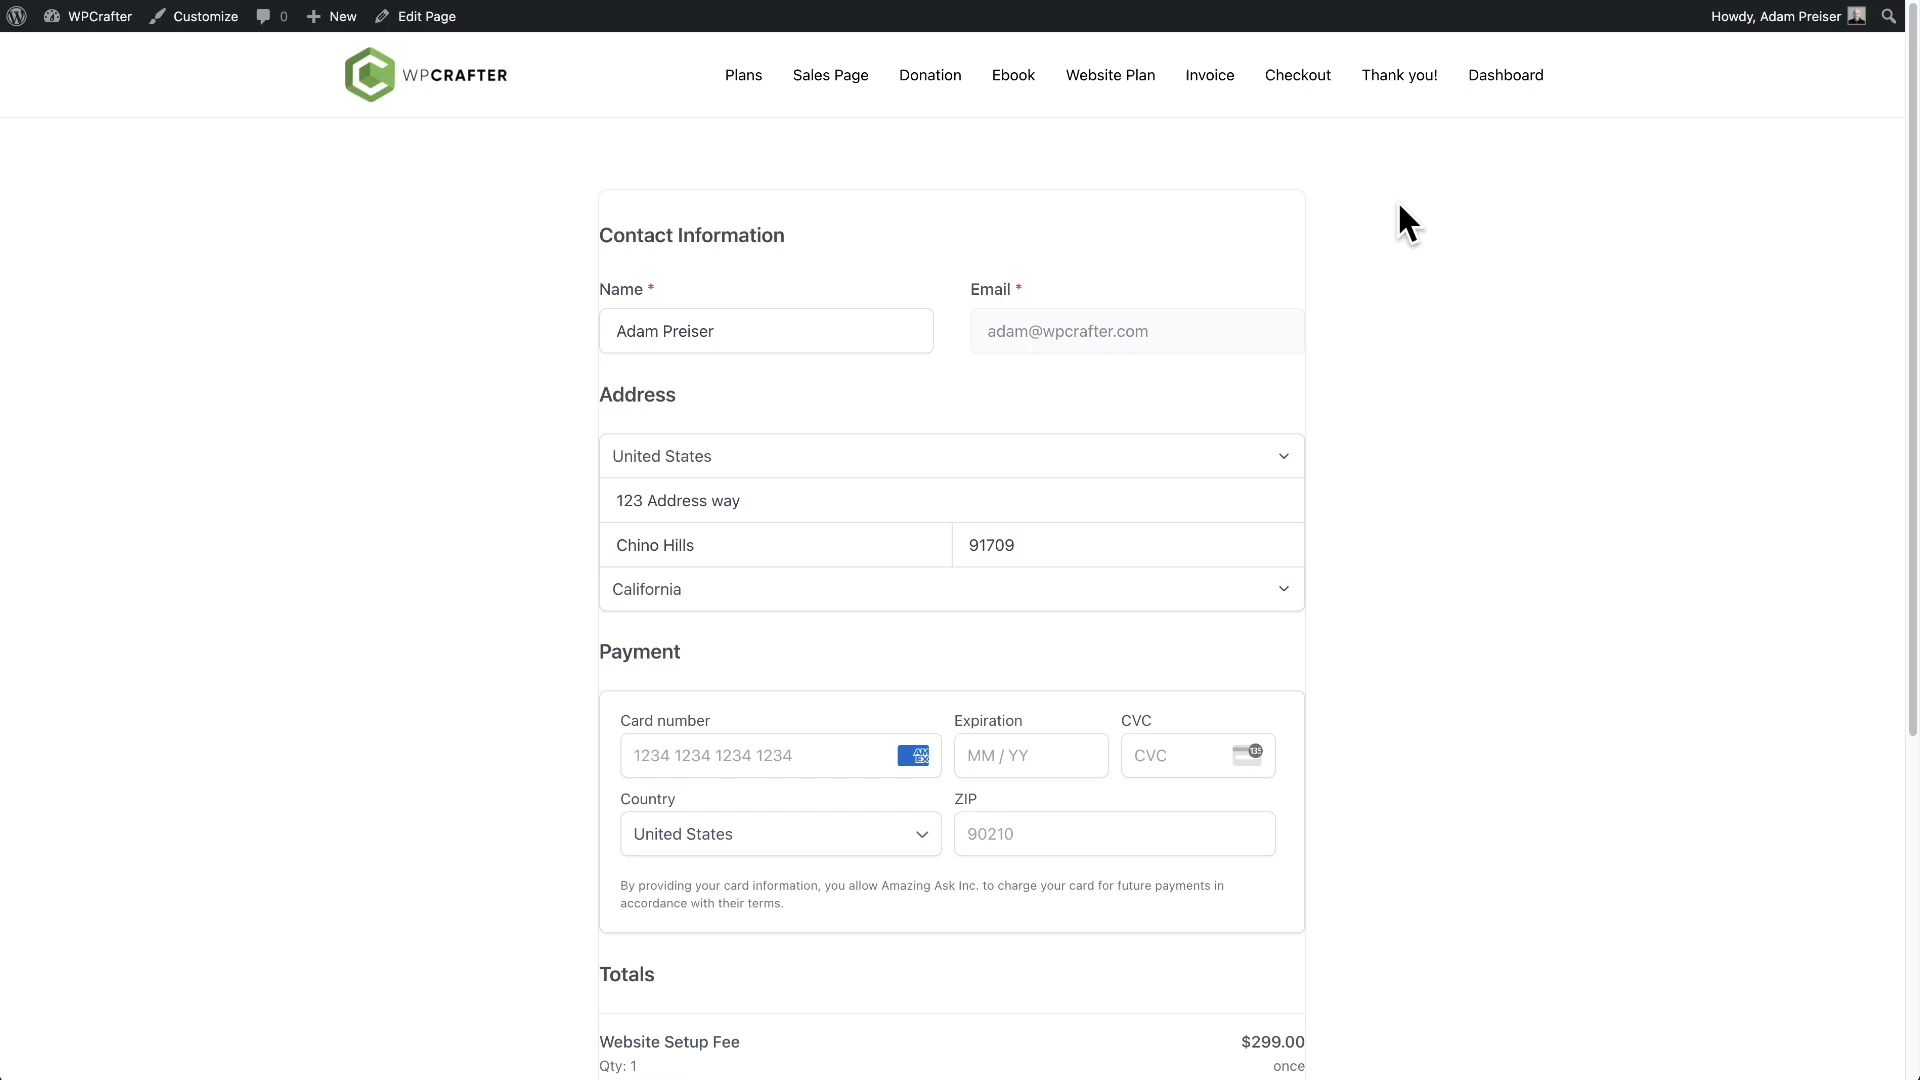 WPCrafter Customize 0 New Edit Page Howdy, Adam Preiser
WPCRAFTER Plans Sales Page Donation Ebook Website Plan Invoice Checkout Thank you! Dashboard
Contact Information
Name * Email *
Adam Preiser adam@wpcrafter.com
Address
United States
123 Address way
Chino Hills 91709
California
Payment
Card number Expiration CVC
1234 1234 1234 1234 AMEX MM / YY CVC 135
Country ZIP
United States 90210
By providing your card information, you allow Amazing Ask Inc. to charge your card for future payments in
accordance with their terms.
Totals
Website Setup Fee $299.00
Qty: 1 once